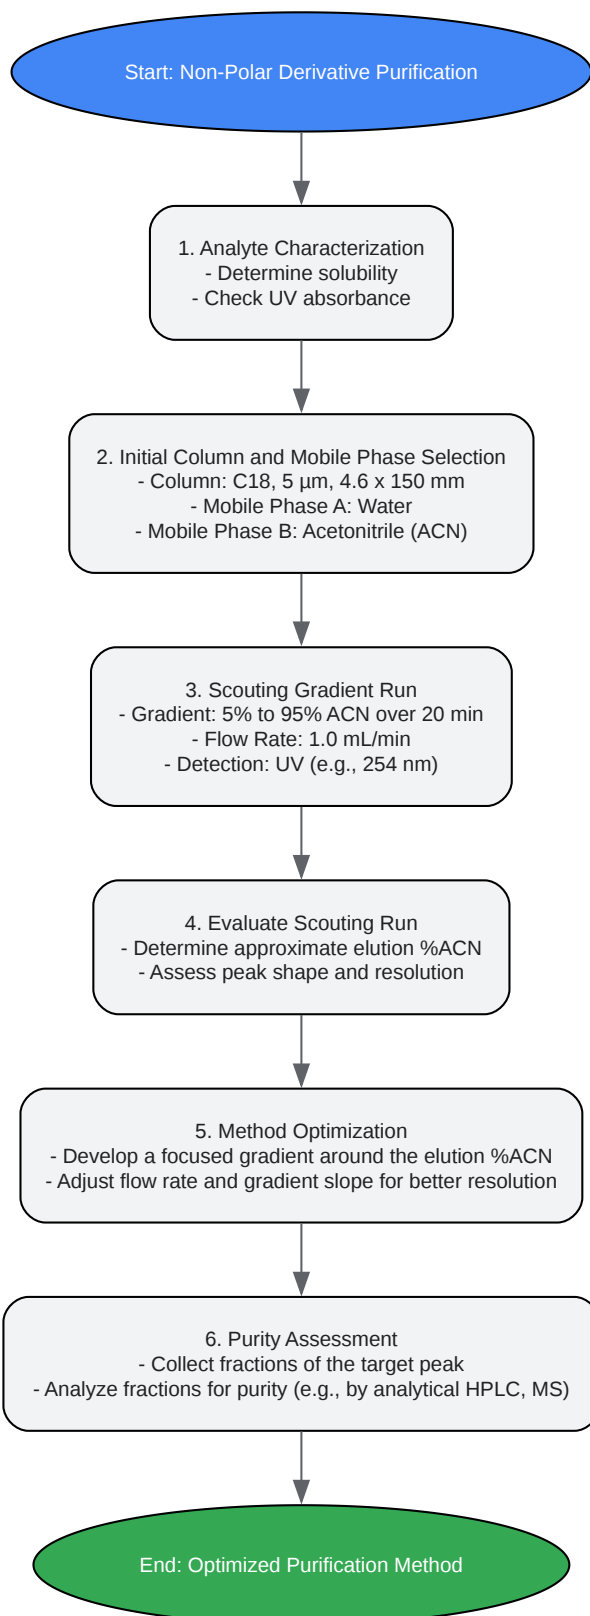 Start: Non-Polar Derivative Purification
1. Analyte Characterization
- Determine solubility
- Check UV absorbance
2. Initial Column and Mobile Phase Selection
- Column: C18, 5 µm, 4.6 x 150 mm
- Mobile Phase A: Water
- Mobile Phase B: Acetonitrile (ACN)
3. Scouting Gradient Run
- Gradient: 5% to 95% ACN over 20 min
- Flow Rate: 1.0 mL/min
- Detection: UV (e.g., 254 nm)
4. Evaluate Scouting Run
- Determine approximate elution %ACN
- Assess peak shape and resolution
5. Method Optimization
- Develop a focused gradient around the elution %ACN
- Adjust flow rate and gradient slope for better resolution
6. Purity Assessment
- Collect fractions of the target peak
- Analyze fractions for purity (e.g., by analytical HPLC, MS)
End: Optimized Purification Method